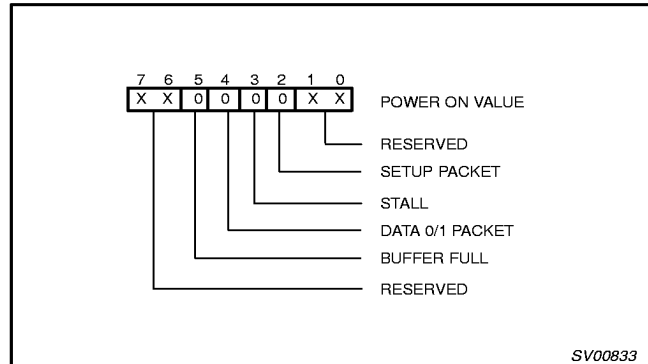 7 6 5 4 3 2 1 0
X X 0 0 0 0 X X POWER ON VALUE
RESERVED
SETUP PACKET
STALL
DATA 0/1 PACKET
BUFFER FULL
RESERVED
SV00833